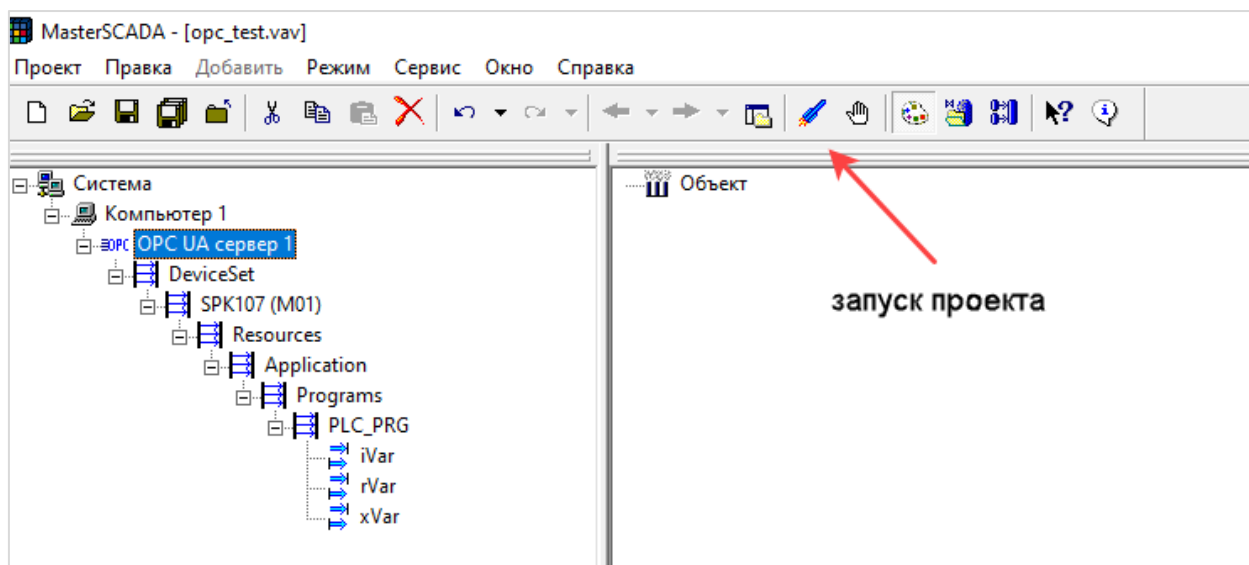 MasterSCADA - [opc_test.vav]
Проект Правка Добавить Режим Сервис Окно Справка
Система
Компьютер 1
OPC OPC UA сервер 1
DeviceSet
SPK107 (M01)
Resources
Application
Programs
PLC_PRG
iVar
rVar
xVar
Объект
запуск проекта